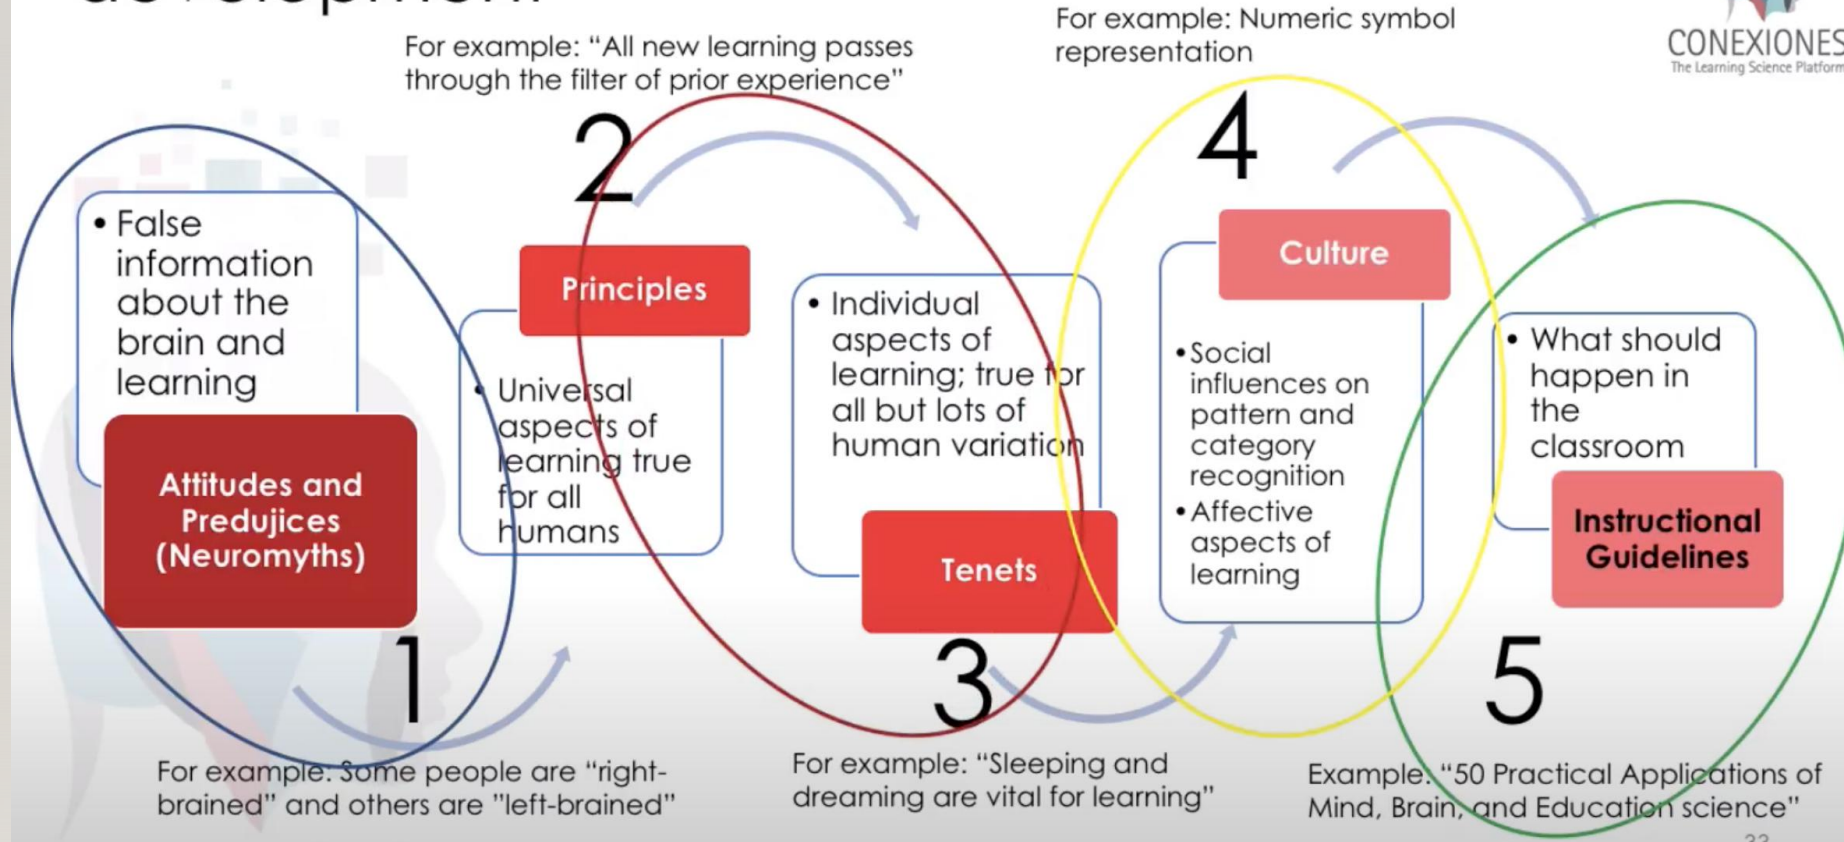 development
For example: “All new learning passes
through the filter of prior experience”
For example: Numeric symbol
representation
CONEXIONES
The Learning Science Platform
1
• False
information
about the
brain and
learning
Attitudes and
Predujices
(Neuromyths)
For example: Some people are “right-
brained” and others are ”left-brained”
2
Principles
• Universal
aspects of
learning true
for all
humans
• Individual
aspects of
learning; true for
all but lots of
human variation
Tenets
3
For example: “Sleeping and
dreaming are vital for learning”
4
Culture
• Social
influences on
pattern and
category
recognition
• Affective
aspects of
learning
• What should
happen in
the
classroom
Instructional
Guidelines
5
Example: “50 Practical Applications of
Mind, Brain, and Education science”